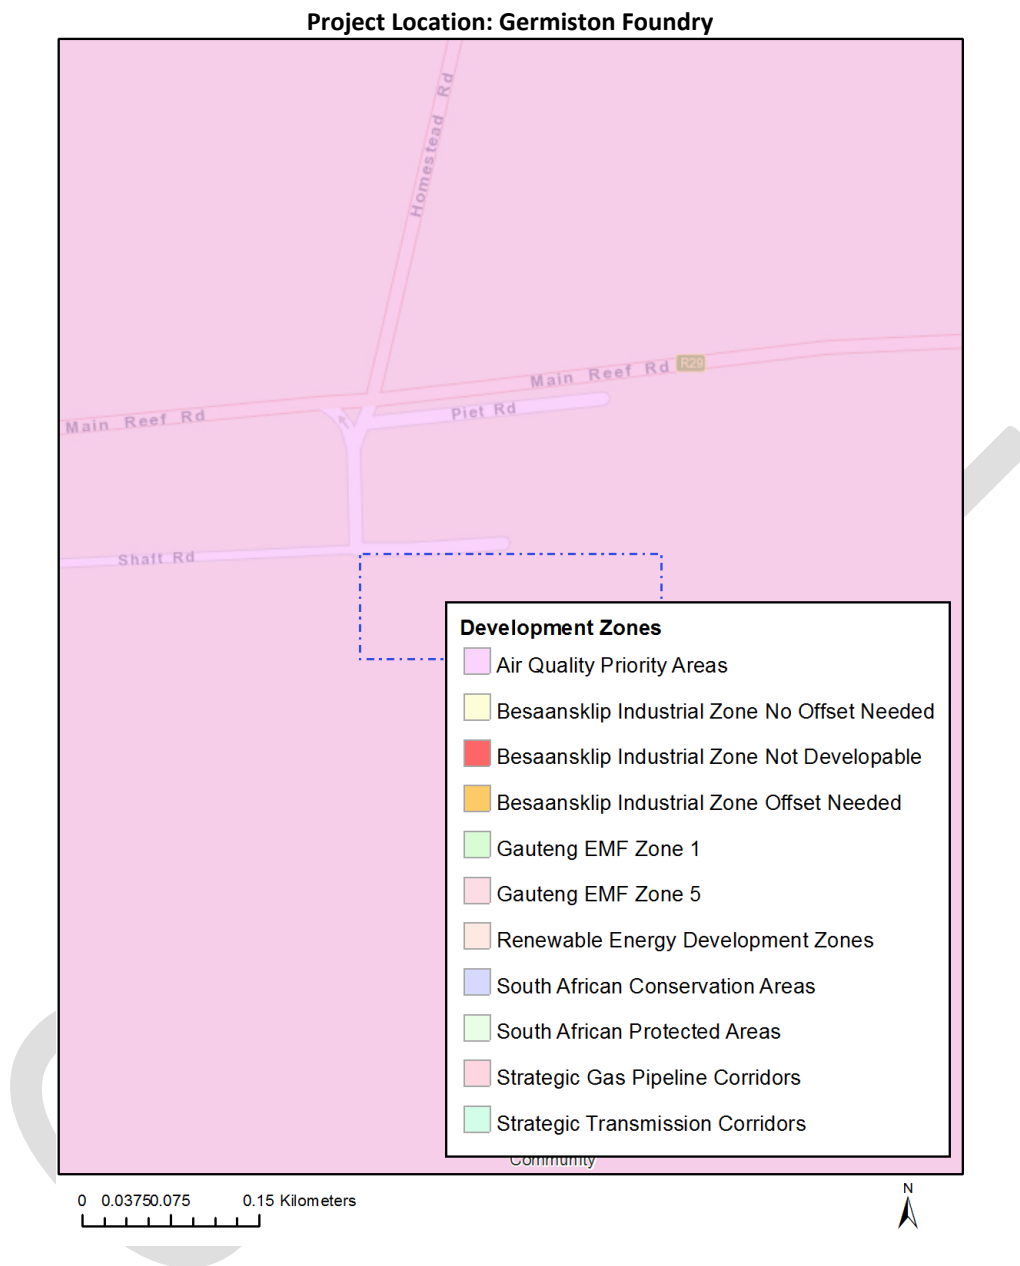 Project Location: Germiston Foundry
Homestead Rd
Main Reef Rd R29
Piet Rd
Main Reef Rd
Shaft Rd
Development Zones
Air Quality Priority Areas
Besaansklip Industrial Zone No Offset Needed
Besaansklip Industrial Zone Not Developable
Besaansklip Industrial Zone Offset Needed
Gauteng EMF Zone 1
Gauteng EMF Zone 5
Renewable Energy Development Zones
South African Conservation Areas
South African Protected Areas
Strategic Gas Pipeline Corridors
Strategic Transmission Corridors
Community
0 0.0375 0.075 0.15 Kilometers
N